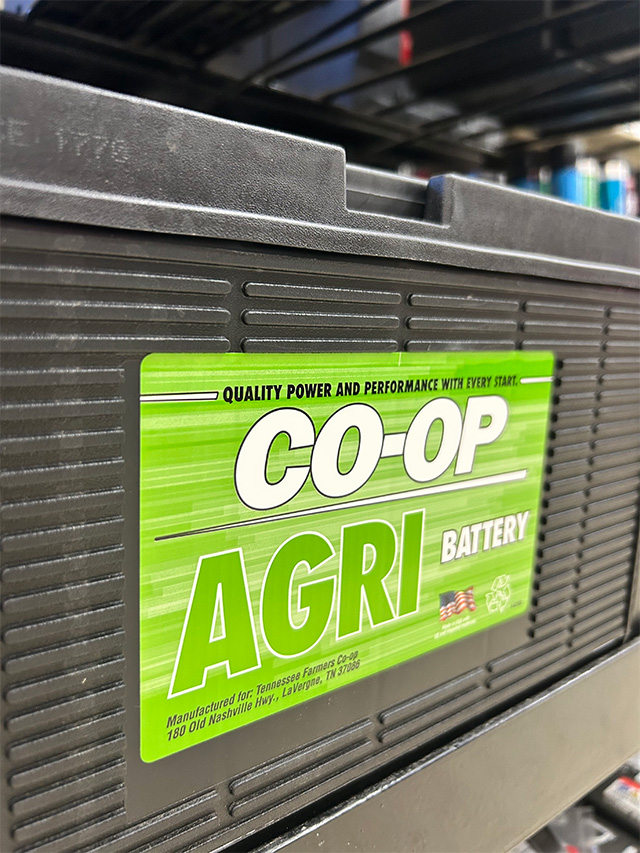 QUALITY POWER AND PERFORMANCE WITH EVERY START.
CO-OP
AGRI
BATTERY
Manufactured for: Tennessee Farmers Co-op
180 Old Nashville Hwy., LaVergne, TN 37086